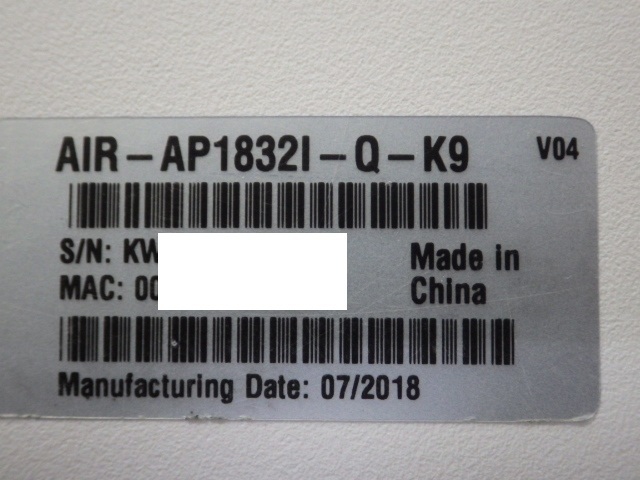 AIR-AP1832I-Q-K9 V04
S/N: KW
MAC: 00
Made in
China
Manufacturing Date: 07/2018